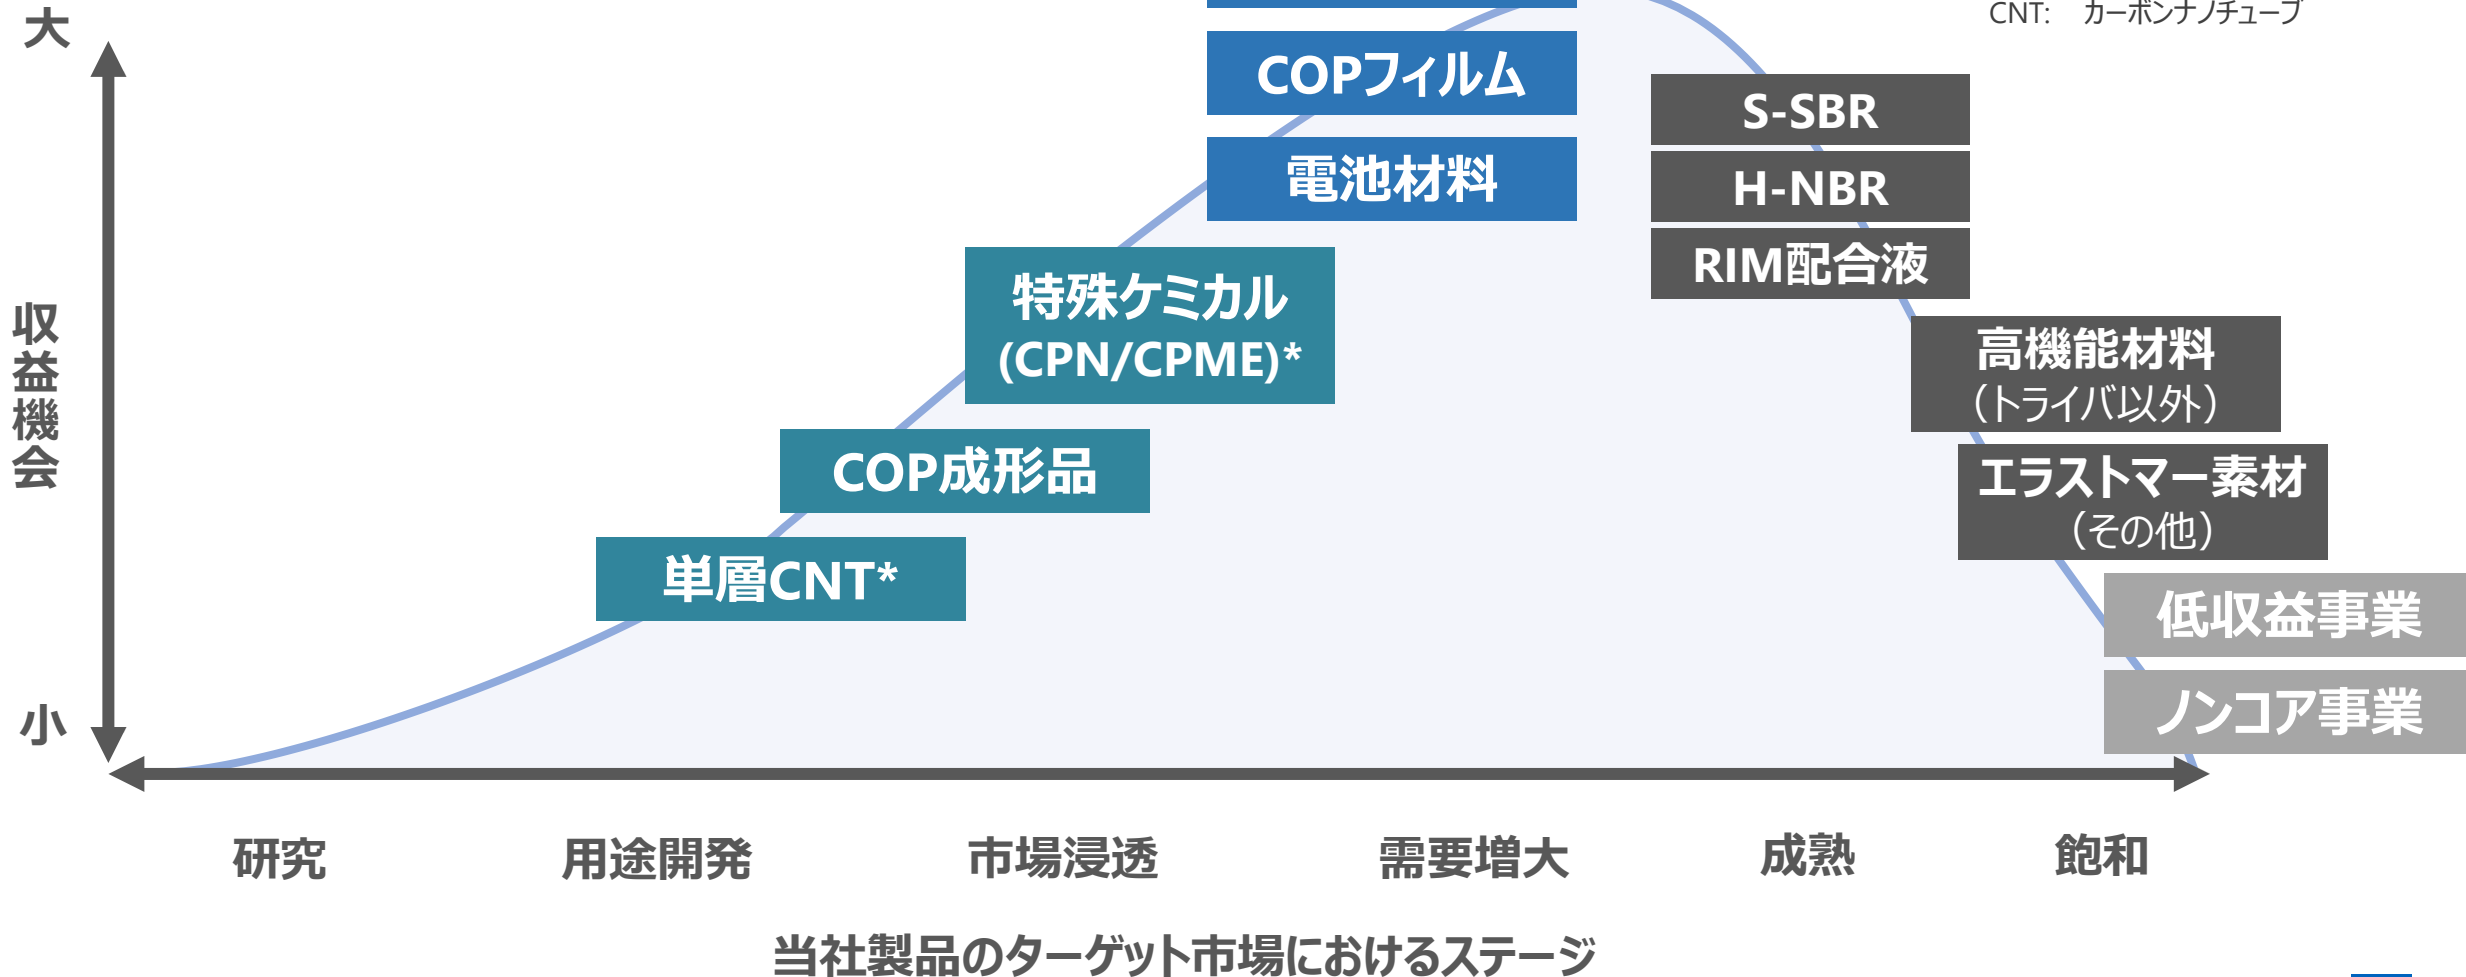 大
CNT: カーボンナノチューブ
COPフィルム
S-SBR
電池材料
H-NBR
RIM配合液
特殊ケミカル
(CPN/CPME)*
収益機会
高機能材料
（トライバ以外）
COP成形品
エラストマー素材
（その他）
単層CNT*
低収益事業
ノンコア事業
小
研究
用途開発
市場浸透
需要増大
成熟
飽和
当社製品のターゲット市場におけるステージ